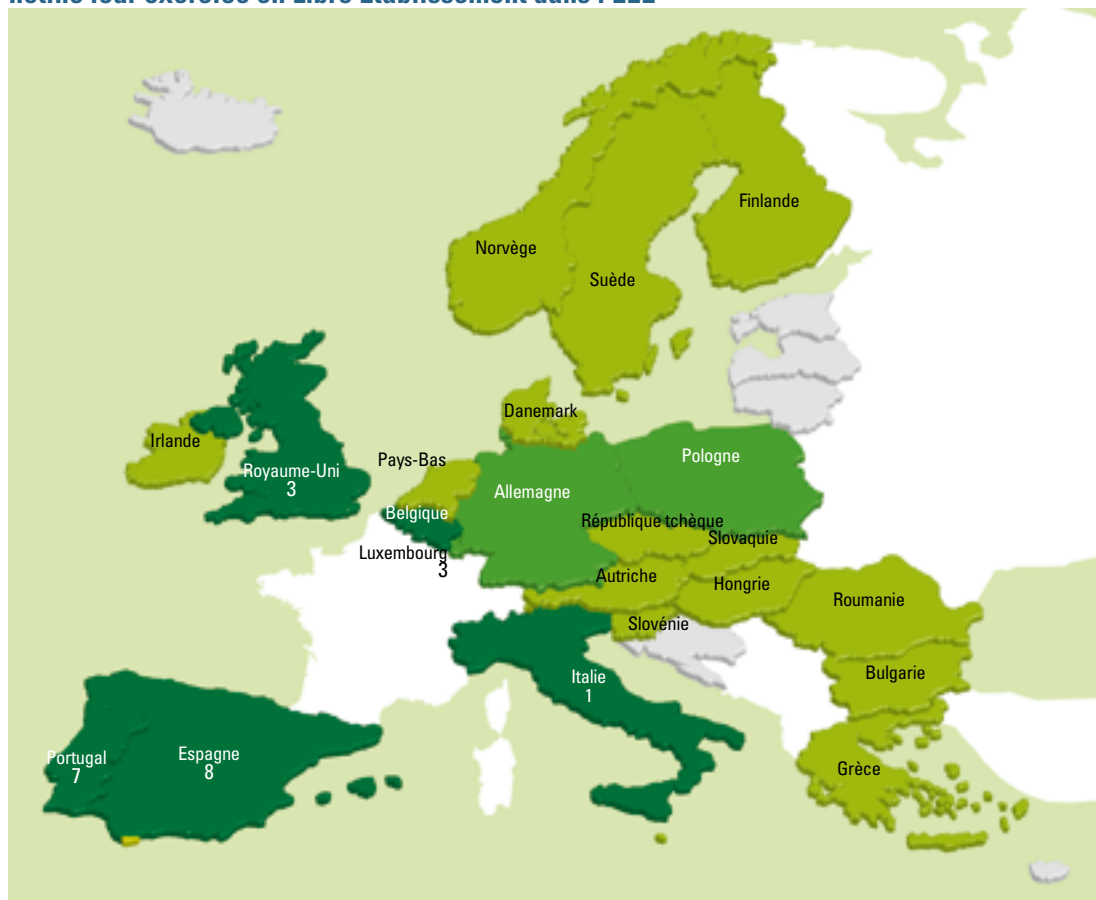 Finlande
Norvège
Suède
Danemark
Irlande
Royaume-Uni
3
Pays-Bas
Pologne
Allemagne
Belgique
République tchèque
Slovaquie
Luxembourg
3
Autriche
Hongrie
Roumanie
Slovénie
Bulgarie
Italie
1
Portugal
7
Espagne
8
Grèce